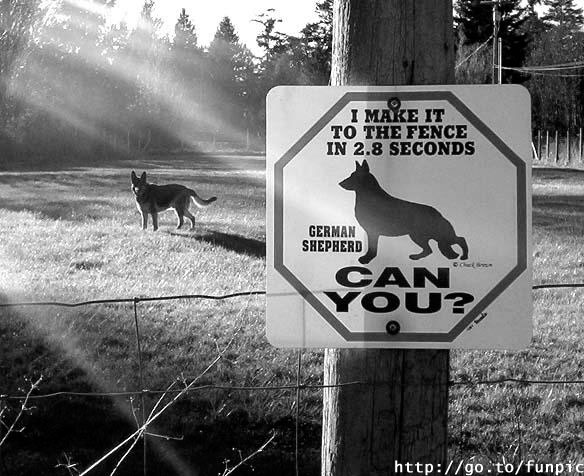 I MAKE IT
TO THE FENCE
IN 2.8 SECONDS
GERMAN
SHEPHERD
© Chuck Brown
CAN
YOU?
http://go.to/funpic